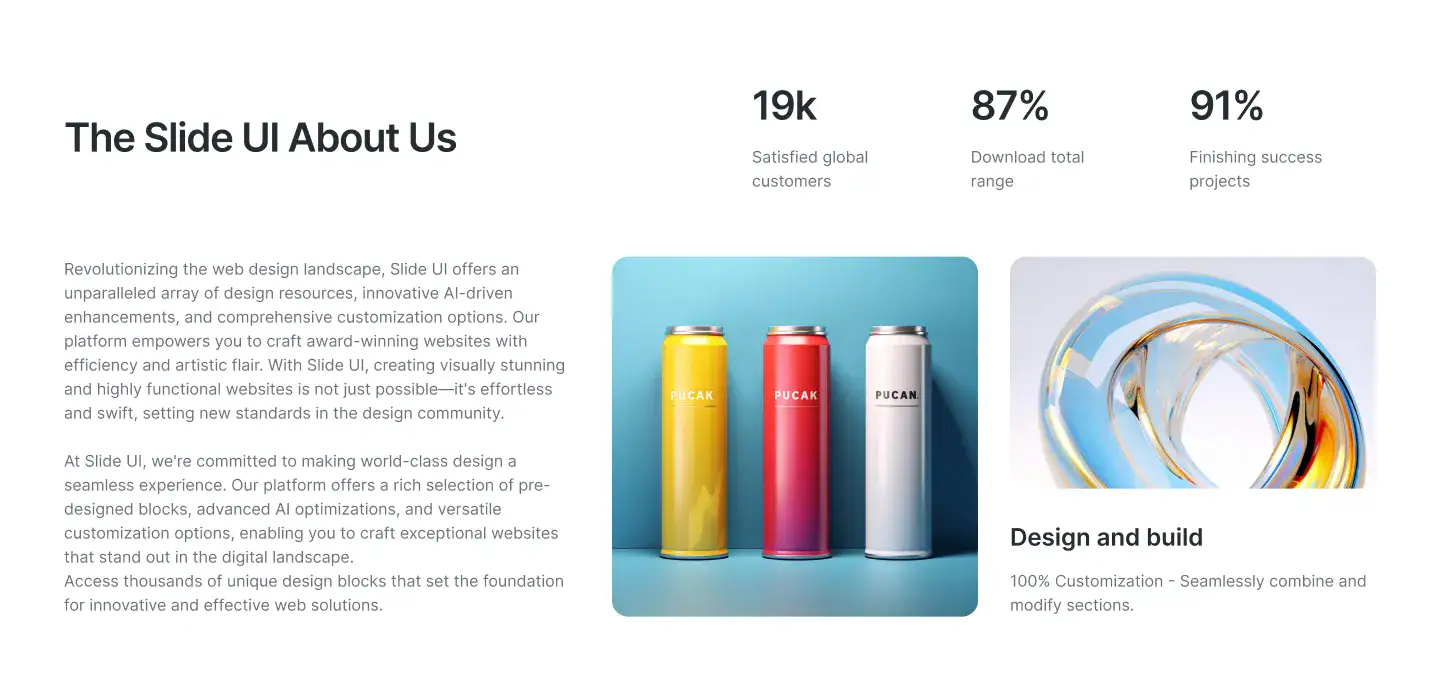 The Slide UI About Us
19k
Satisfied global
customers
87%
Download total
range
91%
Finishing success
projects
Revolutionizing the web design landscape, Slide UI offers an
unparalleled array of design resources, innovative AI-driven
enhancements, and comprehensive customization options. Our
platform empowers you to craft award-winning websites with
efficiency and artistic flair. With Slide UI, creating visually stunning
and highly functional websites is not just possible—it's effortless
and swift, setting new standards in the design community.
At Slide UI, we're committed to making world-class design a
seamless experience. Our platform offers a rich selection of pre-
designed blocks, advanced AI optimizations, and versatile
customization options, enabling you to craft exceptional websites
that stand out in the digital landscape.
Access thousands of unique design blocks that set the foundation
for innovative and effective web solutions.
PUCAK
PUCAK
PUCAN.
Design and build
100% Customization - Seamlessly combine and
modify sections.